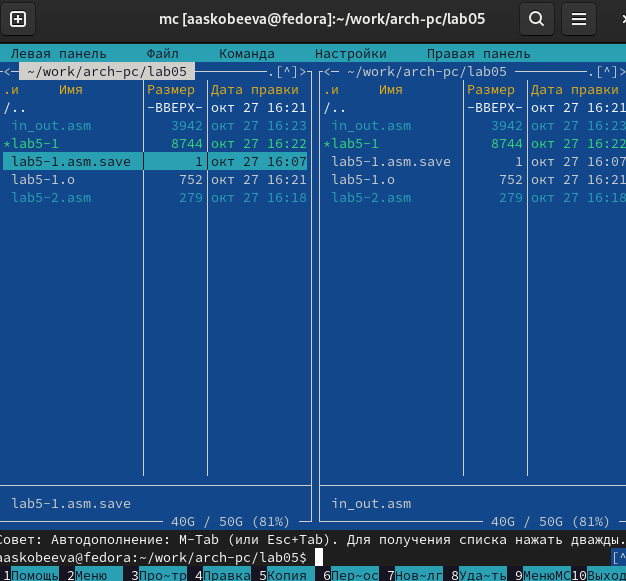 mc [aaskobeeva@fedora]:~/work/arch-pc/lab05
Левая панель Файл Команда Настройки Правая панель
<— ~/work/arch-pc/lab05 —.[^]> <— ~/work/arch-pc/lab05 —.[^]>
.и Имя Размер Дата правки .и Имя Размер Дата правки
/.. -ВВЕРХ- окт 27 16:21 /.. -ВВЕРХ- окт 27 16:21
in_out.asm 3942 окт 27 16:23 in_out.asm 3942 окт 27 16:23
*lab5-1 8744 окт 27 16:22 *lab5-1 8744 окт 27 16:22
lab5-1.asm.save 1 окт 27 16:07 lab5-1.asm.save 1 окт 27 16:07
lab5-1.o 752 окт 27 16:21 lab5-1.o 752 окт 27 16:21
lab5-2.asm 279 окт 27 16:18 lab5-2.asm 279 окт 27 16:18
lab5-1.asm.save in_out.asm
40G / 50G (81%) 40G / 50G (81%)
Совет: Автодополнение: M-Tab (или Esc+Tab). Для получения списка нажать дважды.
aaskobeeva@fedora:~/work/arch-pc/lab05$ [^
1Помощь 2Меню 3Про~тр 4Правка 5Копия 6Пер~ос 7Нов~лг 8Уда~ть 9МенюМС 10Выход